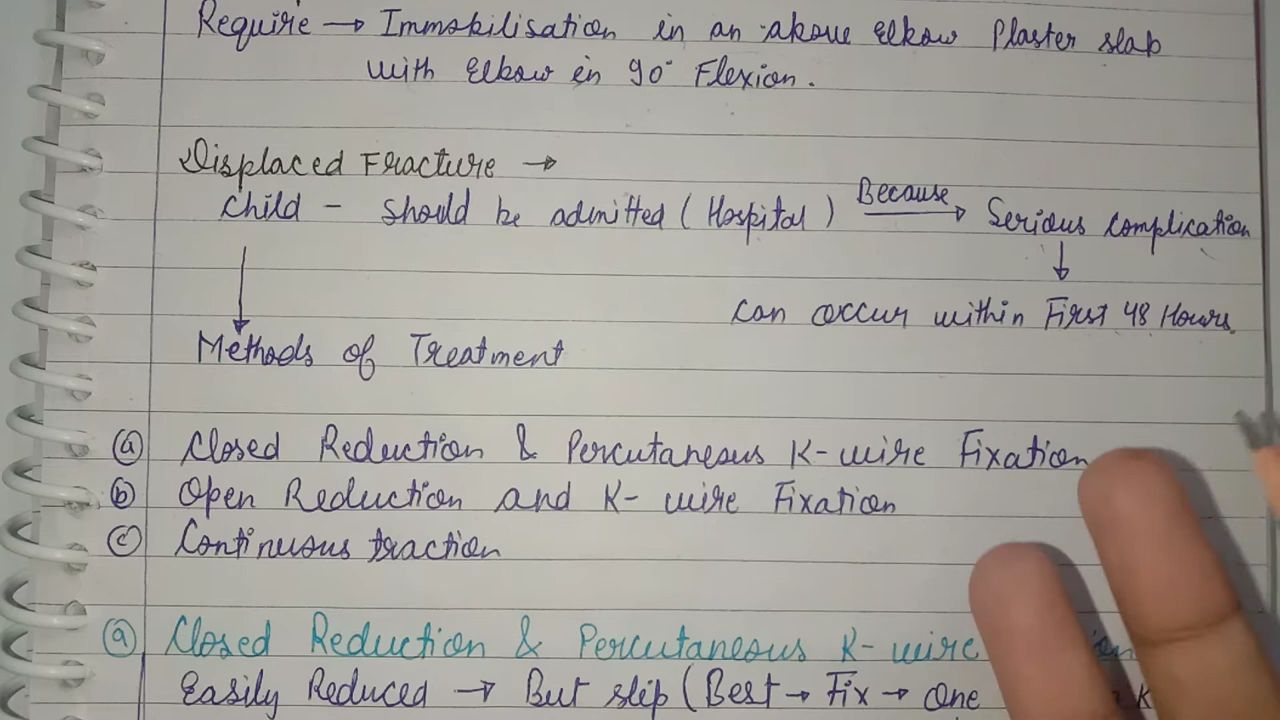 Require → Immobilisation in an above Elbow Plaster slab
with Elbow in 90° Flexion.
Displaced Fracture →
Child - should be admitted (Hospital) Because → Serious Complication
↓
can occur within First 48 Hours.
Methods of Treatment
(a) Closed Reduction & Percutaneous K-wire Fixation
(b) Open Reduction and K-wire Fixation
(c) Continuous traction
(a) Closed Reduction & Percutaneous K-wire
Easily Reduced → But slip (Best → Fix → One K